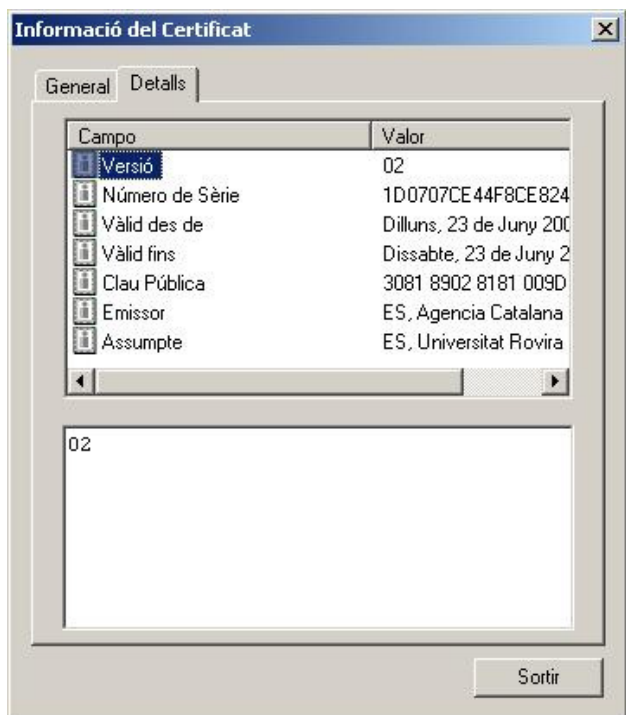 Informació del Certificat
General Detalls
Campo Valor
Versió 02
Número de Sèrie 1D0707CE44F8CE824
Vàlid des de Dilluns, 23 de Juny 200
Vàlid fins Dissabte, 23 de Juny 2
Clau Pública 3081 8902 8181 009D
Emissor ES, Agencia Catalana
Assumpte ES, Universitat Rovira
02
Sortir